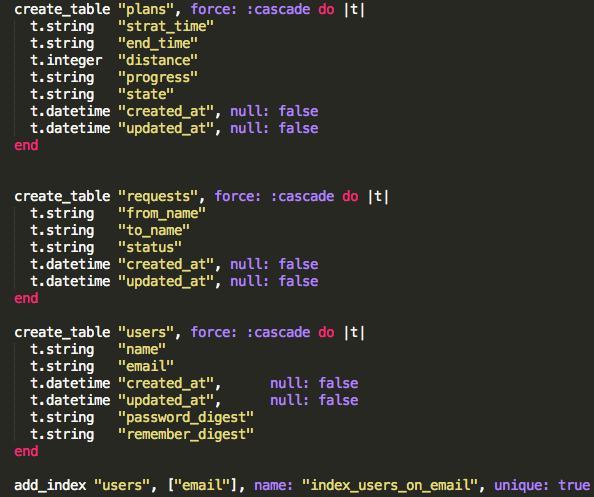 create_table "plans", force: :cascade do |t|
t.string "strat_time"
t.string "end_time"
t.integer "distance"
t.string "progress"
t.string "state"
t.datetime "created_at", null: false
t.datetime "updated_at", null: false
end
create_table "requests", force: :cascade do |t|
t.string "from_name"
t.string "to_name"
t.string "status"
t.datetime "created_at", null: false
t.datetime "updated_at", null: false
end
create_table "users", force: :cascade do |t|
t.string "name"
t.string "email"
t.datetime "created_at", null: false
t.datetime "updated_at", null: false
t.string "password_digest"
t.string "remember_digest"
end
add_index "users", ["email"], name: "index_users_on_email", unique: true